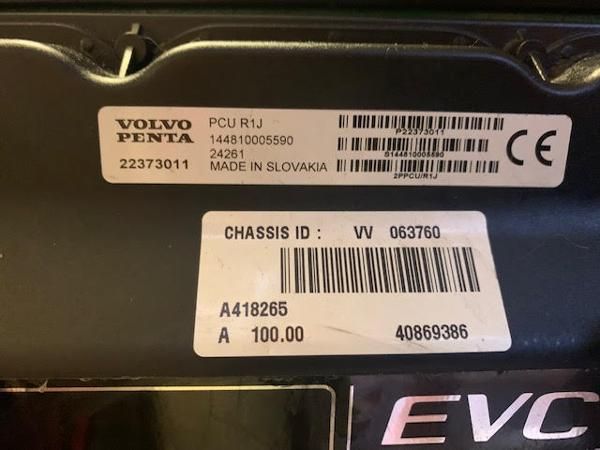 VOLVO
PENTA
22373011
PCU R1J
144810005590
24261
MADE IN SLOVAKIA
P22373011
S144810005590
2PPCU/R1J
CE
CHASSIS ID : VV 063760
A418265
A 100.00 40869386
EVC